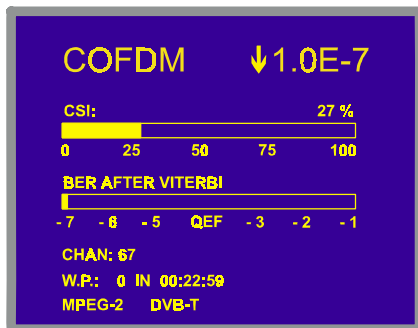 COFDM ↓1.0E-7
CSI: 27 %
0 25 50 75 100
BER AFTER VITERBI
- 7 - 6 - 5 QEF - 3 - 2 - 1
CHAN: 67
W.P.: 0 IN 00:22:59
MPEG-2 DVB-T